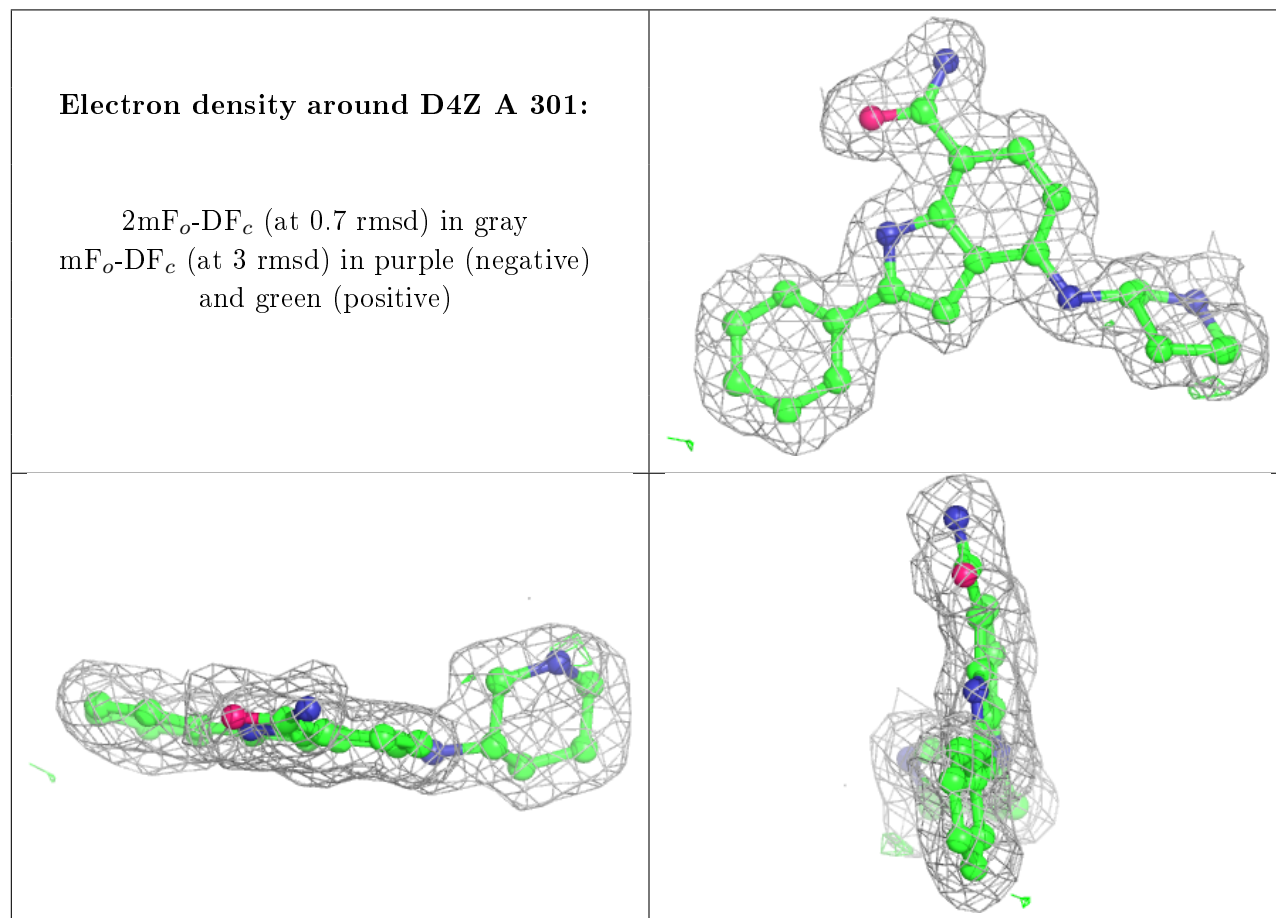 Electron density around D4Z A 301:
2mFo-DFc (at 0.7 rmsd) in gray
mFo-DFc (at 3 rmsd) in purple (negative)
and green (positive)